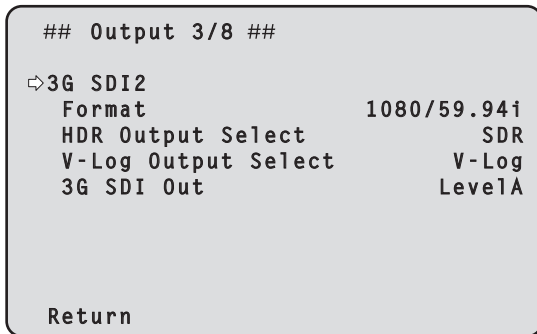 ## Output 3/8 ##
⇨3G SDI2
Format 1080/59.94i
HDR Output Select SDR
V-Log Output Select V-Log
3G SDI Out LevelA
Return